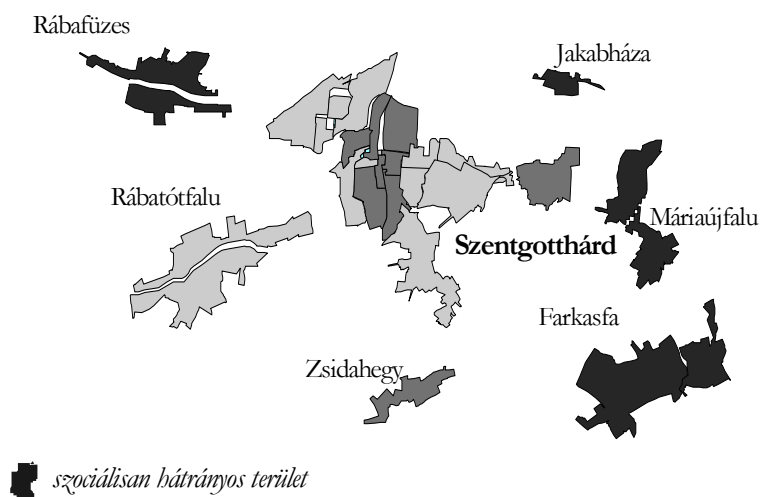 Rábafüzes
Jakabháza
Rábatótfalu
Máriaújfalu
Szentgotthárd
Farkasfa
Zsidahegy
szociálisan hátrányos terület